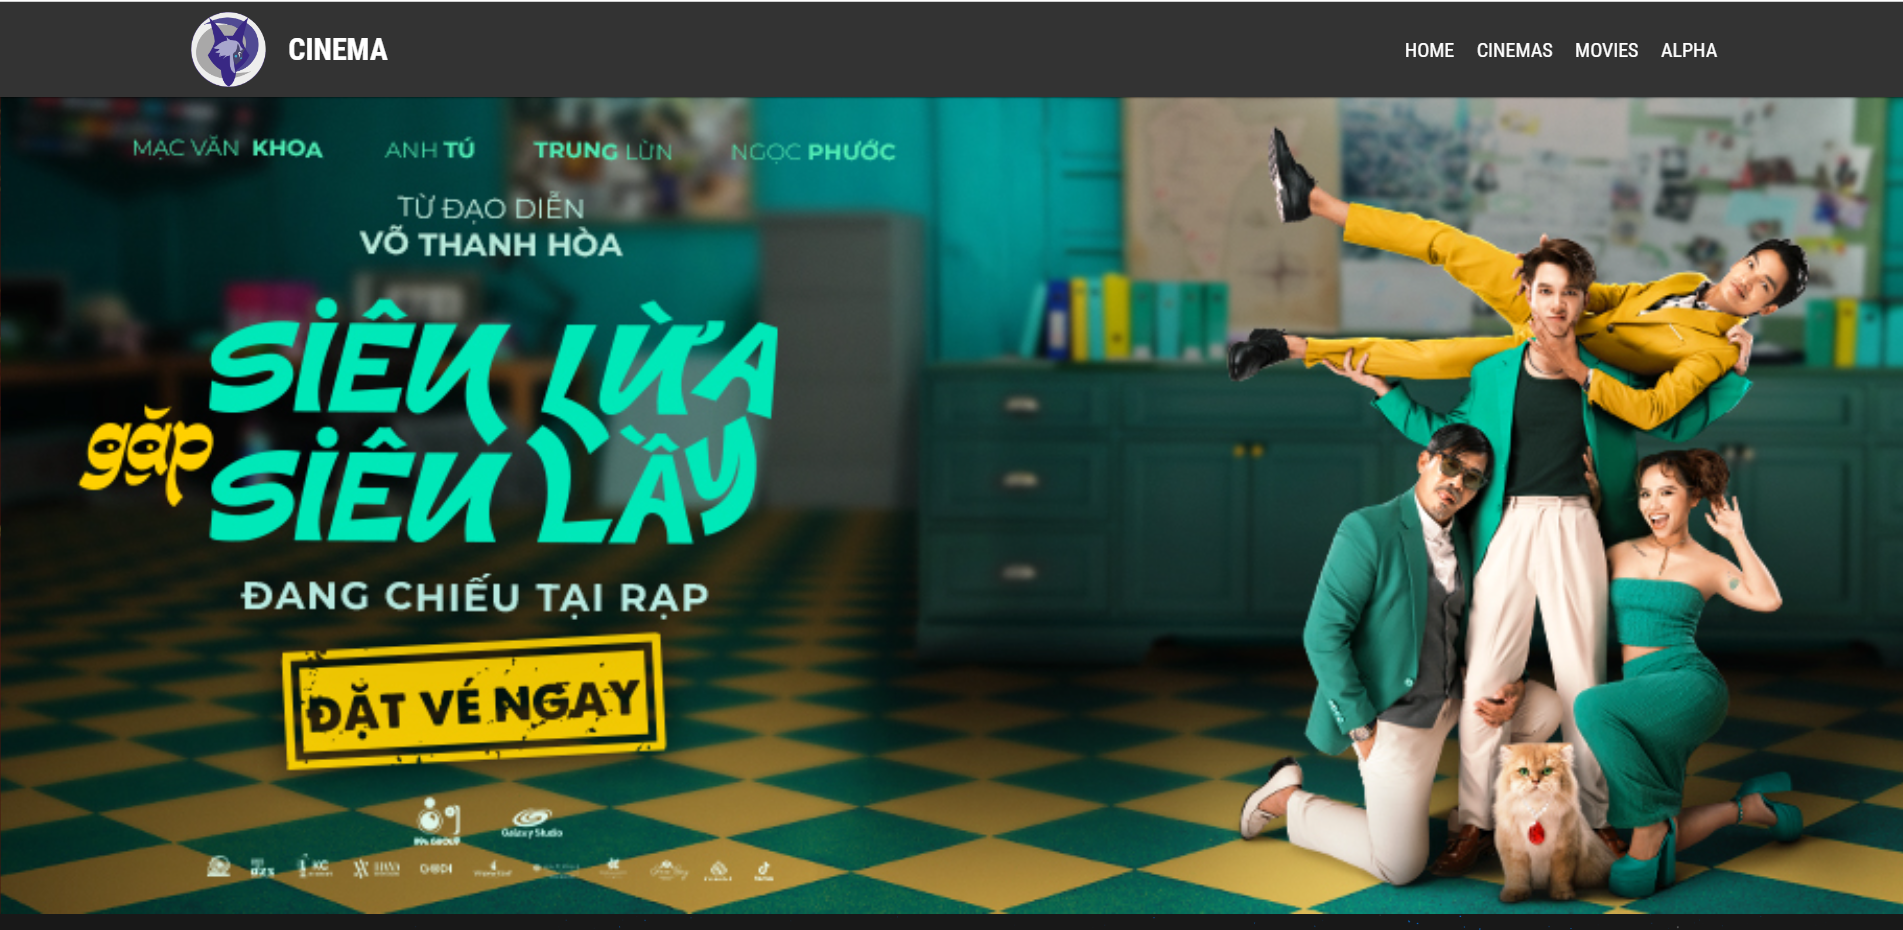 CINEMA
HOME CINEMAS MOVIES ALPHA
MẠC VĂN KHOA ANH TÚ TRUNG LÙN NGỌC PHƯỚC
TỪ ĐẠO DIỄN
VÕ THANH HÒA
SIÊU LỪA
gặp
SIÊU LẦY
ĐANG CHIẾU TẠI RẠP
ĐẶT VÉ NGAY
Galaxy Studio